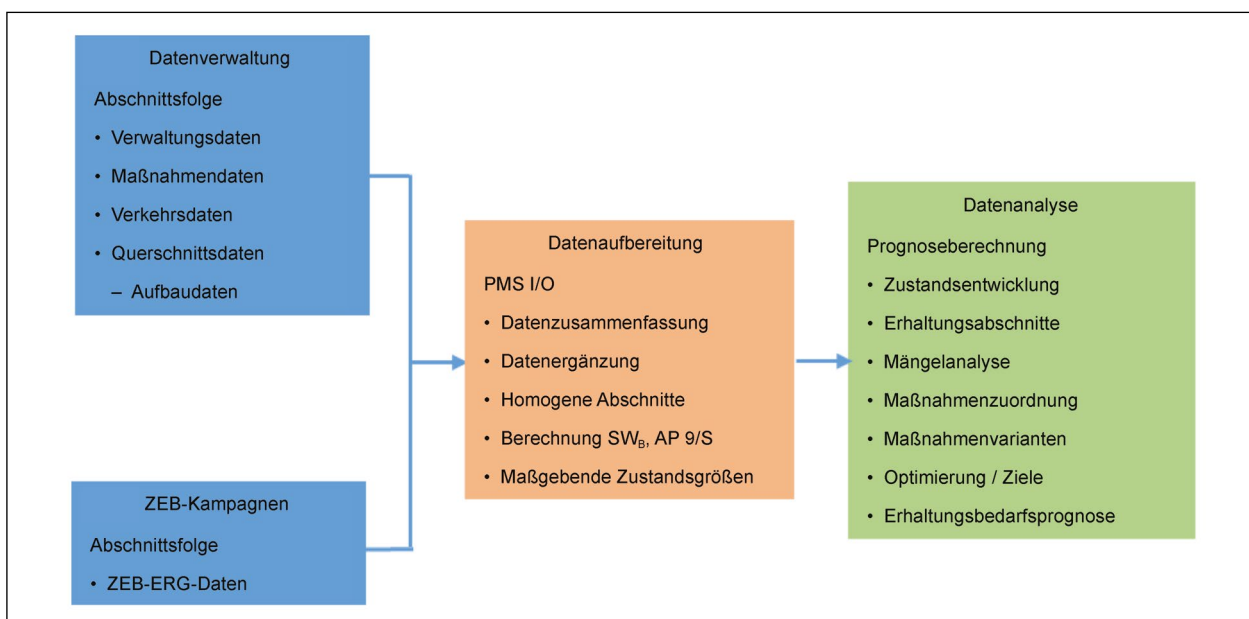 Datenverwaltung
Abschnittsfolge
• Verwaltungsdaten
• Maßnahmendaten
• Verkehrsdaten
• Querschnittsdaten
– Aufbaudaten
ZEB-Kampagnen
Abschnittsfolge
• ZEB-ERG-Daten
Datenaufbereitung
PMS I/O
• Datenzusammenfassung
• Datenergänzung
• Homogene Abschnitte
• Berechnung SWB, AP 9/S
• Maßgebende Zustandsgrößen
Datenanalyse
Prognoseberechnung
• Zustandsentwicklung
• Erhaltungsabschnitte
• Mängelanalyse
• Maßnahmenzuordnung
• Maßnahmenvarianten
• Optimierung / Ziele
• Erhaltungsbedarfsprognose